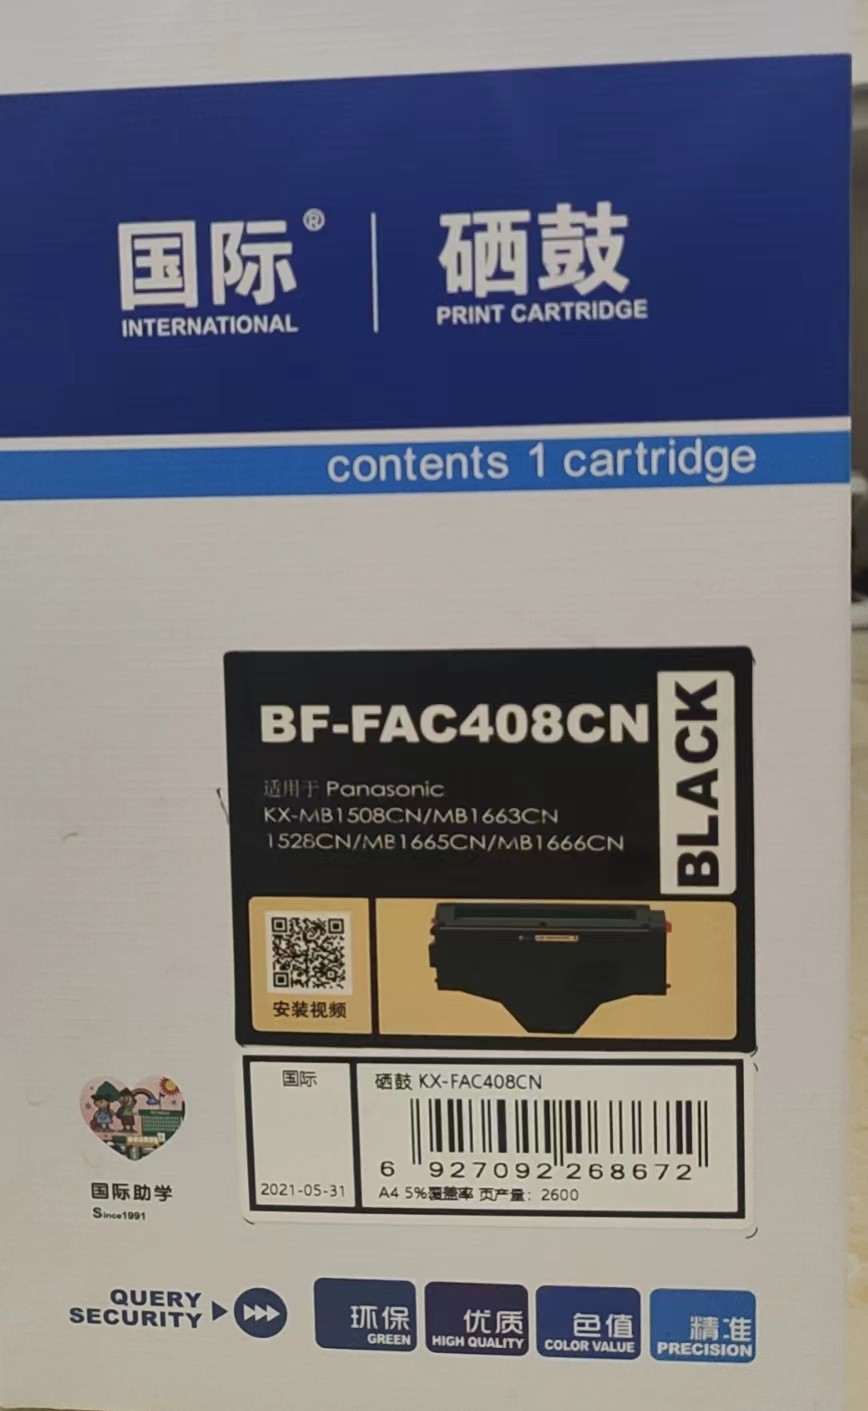 国际® 硒鼓
INTERNATIONAL PRINT CARTRIDGE
contents 1 cartridge
BF-FAC408CN
BLACK
适用于 Panasonic
KX-MB1508CN/MB1663CN
1528CN/MB1665CN/MB1666CN
安装视频
国际
硒鼓 KX-FAC408CN
6 927092 268672
2021-05-31
A4 5%覆盖率 页产量：2600
国际助学
Since1991
QUERY
SECURITY
环保
GREEN
优质
HIGH QUALITY
色值
COLOR VALUE
精准
PRECISION